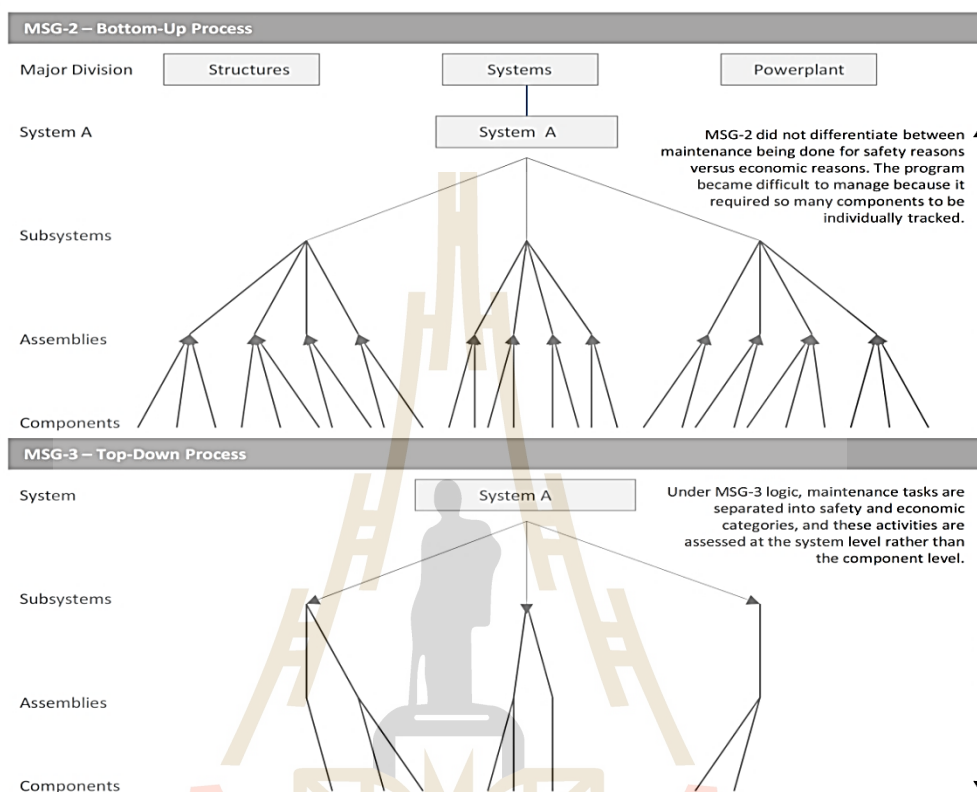 MSG-2 – Bottom-Up Process
Major Division
Structures
Systems
Powerplant
System A
System A
MSG-2 did not differentiate between
maintenance being done for safety reasons
versus economic reasons. The program
became difficult to manage because it
required so many components to be
individually tracked.
Subsystems
Assemblies
Components
MSG-3 – Top-Down Process
System
System A
Under MSG-3 logic, maintenance tasks are
separated into safety and economic
categories, and these activities are
assessed at the system level rather than
the component level.
Subsystems
Assemblies
Components